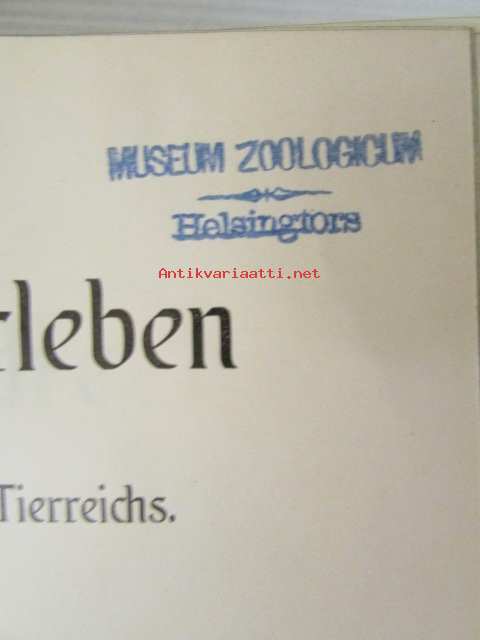 MUSEUM ZOOLOGICUM
Helsingfors
Antikvariaatti.net
rleben
Tierreichs.